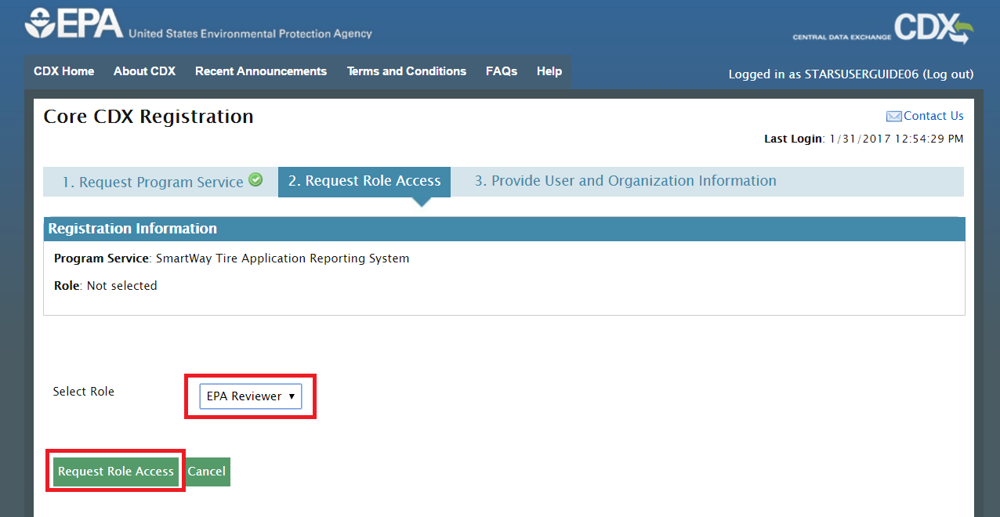 EPA United States Environmental Protection Agency
CENTRAL DATA EXCHANGE CDX
CDX Home About CDX Recent Announcements Terms and Conditions FAQs Help
Logged in as STARSUSERGUIDE06 (Log out)
Core CDX Registration
Contact Us
Last Login: 1/31/2017 12:54:29 PM
1. Request Program Service 2. Request Role Access 3. Provide User and Organization Information
Registration Information
Program Service: SmartWay Tire Application Reporting System
Role: Not selected
Select Role EPA Reviewer
Request Role Access Cancel